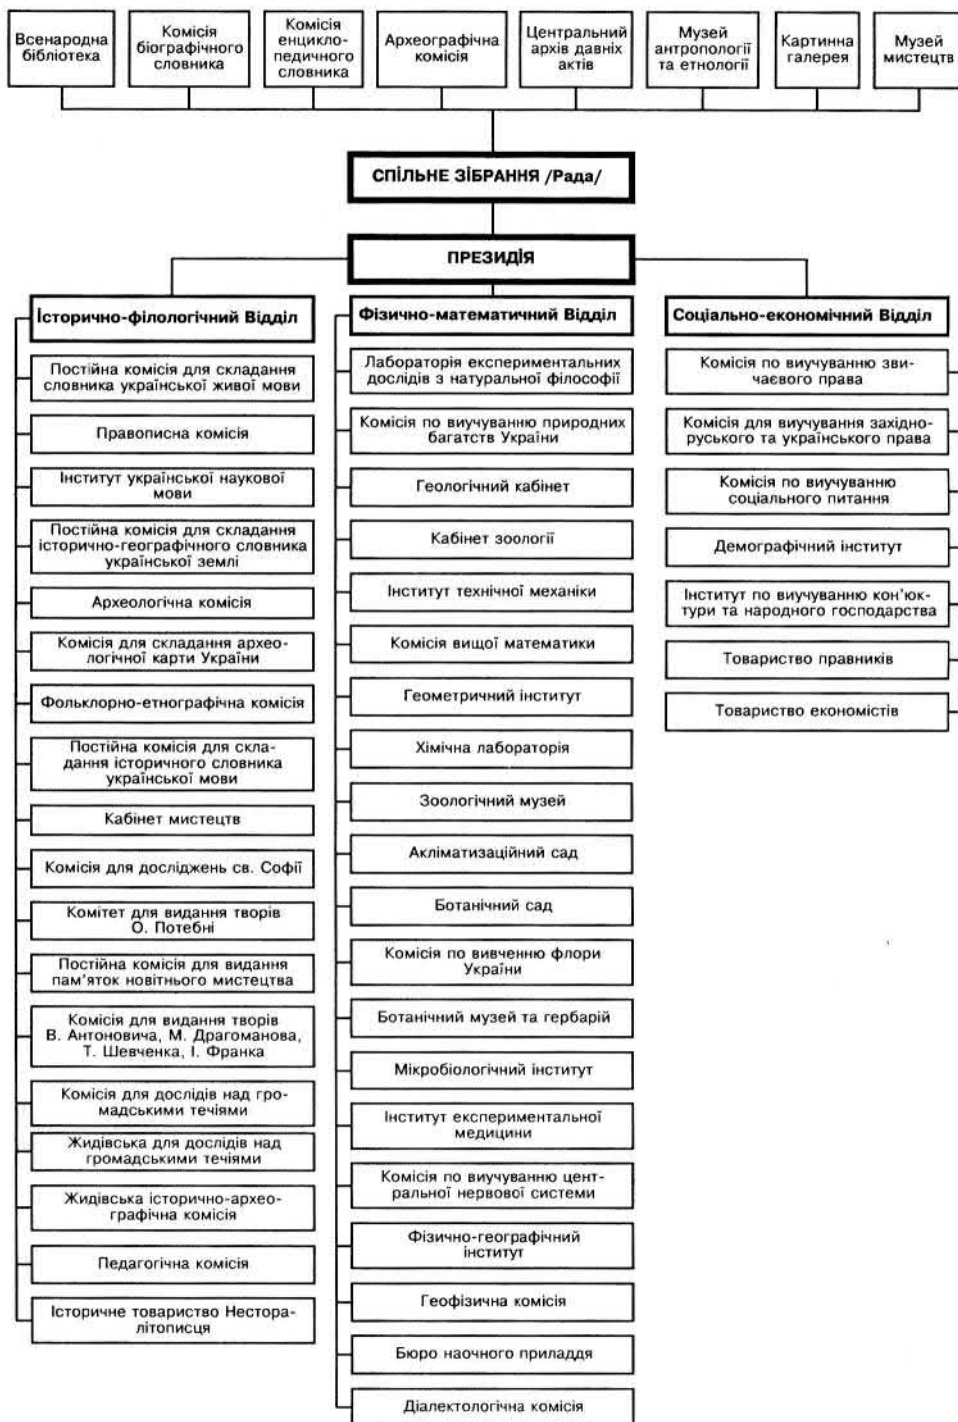 Всенародна
бібліотека
Комісія
біографічного
словника
Комісія
енцикло-
педичного
словника
Археографічна
комісія
Центральний
архів давніх
актів
Музей
антропології
та етнології
Картинна
галерея
Музей
мистецтв
СПІЛЬНЕ ЗІБРАННЯ /Рада/
ПРЕЗИДІЯ
Історично-філологічний Відділ
Постійна комісія для складання
словника української живої мови
Правописна комісія
Інститут української наукової
мови
Постійна комісія для складання
історично-географічного словника
української землі
Археологічна комісія
Комісія для складання архео-
логічної карти України
Фольклорно-етнографічна комісія
Постійна комісія для скла-
дання історичного словника
української мови
Кабінет мистецтв
Комісія для досліджень св. Софії
Комітет для видання творів
О. Потебні
Постійна комісія для видання
пам'яток новітнього мистецтва
Комісія для видання творів
В. Антоновича, М. Драгоманова,
Т. Шевченка, І. Франка
Комісія для дослідів над гро-
мадськими течіями
Жидівська для дослідів над
громадськими течіями
Жидівська історично-архео-
графічна комісія
Педагогічна комісія
Історичне товариство Нестора-
літописця
Фізично-математичний Відділ
Лабораторія експериментальних
дослідів з натуральної філософії
Комісія по виучуванню природних
багатств України
Геологічний кабінет
Кабінет зоології
Інститут технічної механіки
Комісія вищої математики
Геометричний інститут
Хімічна лабораторія
Зоологічний музей
Акліматизаційний сад
Ботанічний сад
Комісія по вивченню флори
України
Ботанічний музей та гербарій
Мікробіологічний інститут
Інститут експериментальної
медицини
Комісія по виучуванню цент-
ральної нервової системи
Фізично-географічний
інститут
Геофізична комісія
Бюро наочного приладдя
Діалектологічна комісія
Соціально-економічний Відділ
Комісія по виучуванню зви-
чаєвого права
Комісія для виучування західно-
руського та українського права
Комісія по виучуванню
соціального питання
Демографічний інститут
Інститут по виучуванню кон'юк-
тури та народного господарства
Товариство правників
Товариство економістів